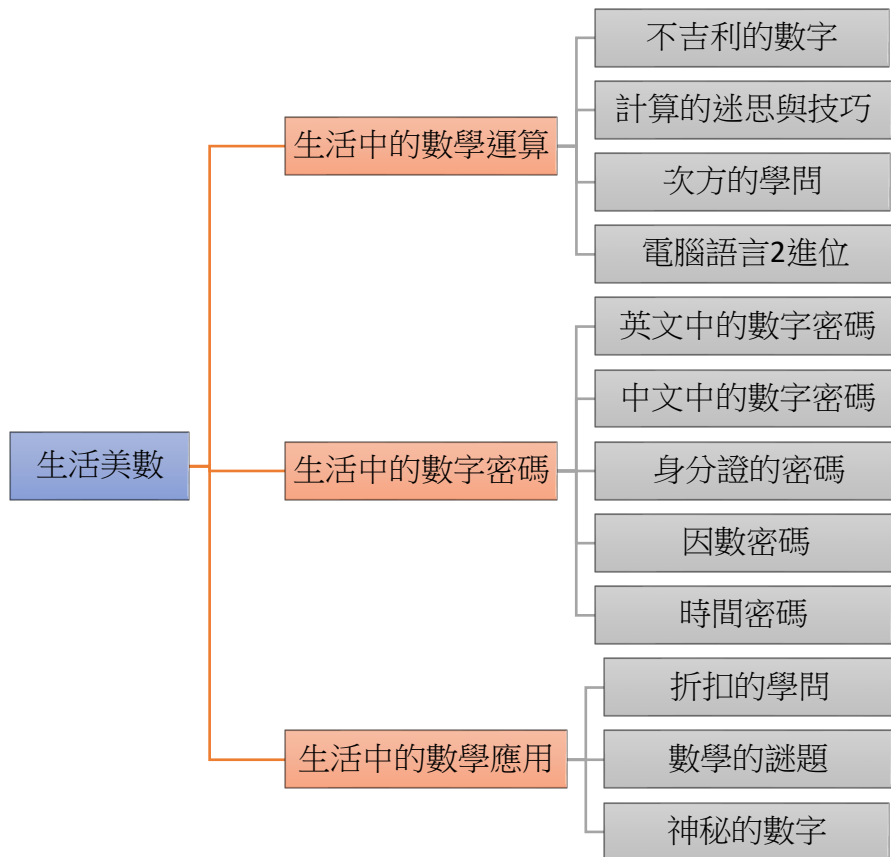 生活美數
生活中的數學運算
不吉利的數字
計算的迷思與技巧
次方的學問
電腦語言2進位
生活中的數字密碼
英文中的數字密碼
中文中的數字密碼
身分證的密碼
因數密碼
時間密碼
生活中的數學應用
折扣的學問
數學的謎題
神秘的數字